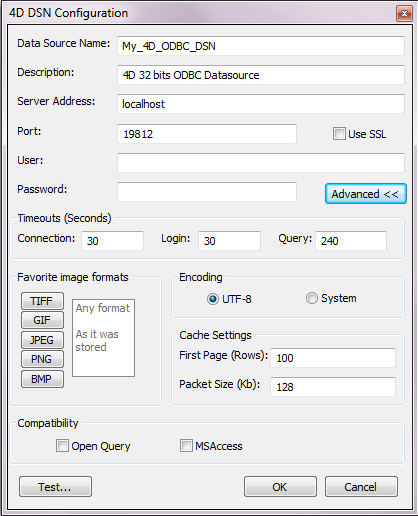 4D DSN Configuration
Data Source Name: My_4D_ODBC_DSN
Description: 4D 32 bits ODBC Datasource
Server Address: localhost
Port: 19812 Use SSL
User:
Password: Advanced <<
Timeouts (Seconds)
Connection: 30 Login: 30 Query: 240
Favorite image formats
TIFF
GIF
JPEG
PNG
BMP
Any format
As it was
stored
Encoding
UTF-8 System
Cache Settings
First Page (Rows): 100
Packet Size (Kb): 128
Compatibility
Open Query MSAccess
Test... OK Cancel